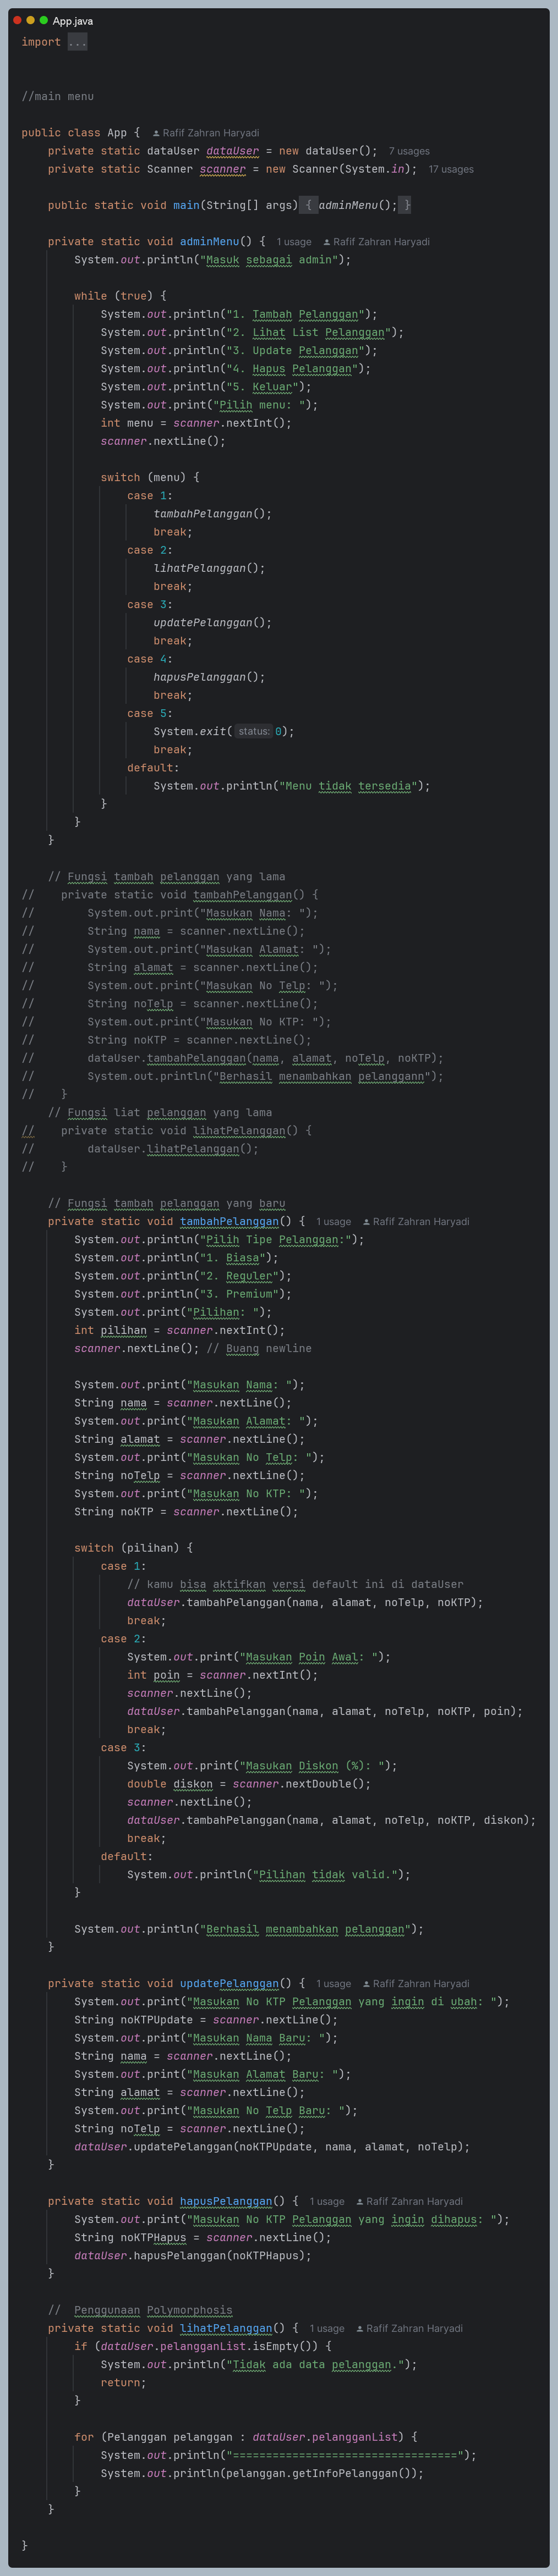 App.java
import ...
//main menu
public class App { Rafif Zahran Haryadi
    private static dataUser dataUser = new dataUser(); 7 usages
    private static Scanner scanner = new Scanner(System.in); 17 usages
    public static void main(String[] args) { adminMenu(); }
    private static void adminMenu() { 1 usage Rafif Zahran Haryadi
        System.out.println("Masuk sebagai admin");
        while (true) {
            System.out.println("1. Tambah Pelanggan");
            System.out.println("2. Lihat List Pelanggan");
            System.out.println("3. Update Pelanggan");
            System.out.println("4. Hapus Pelanggan");
            System.out.println("5. Keluar");
            System.out.print("Pilih menu: ");
            int menu = scanner.nextInt();
            scanner.nextLine();
            switch (menu) {
                case 1:
                    tambahPelanggan();
                    break;
                case 2:
                    lihatPelanggan();
                    break;
                case 3:
                    updatePelanggan();
                    break;
                case 4:
                    hapusPelanggan();
                    break;
                case 5:
                    System.exit( status: 0);
                    break;
                default:
                    System.out.println("Menu tidak tersedia");
            }
        }
    }
    // Fungsi tambah pelanggan yang lama
//    private static void tambahPelanggan() {
//        System.out.print("Masukan Nama: ");
//        String nama = scanner.nextLine();
//        System.out.print("Masukan Alamat: ");
//        String alamat = scanner.nextLine();
//        System.out.print("Masukan No Telp: ");
//        String noTelp = scanner.nextLine();
//        System.out.print("Masukan No KTP: ");
//        String noKTP = scanner.nextLine();
//        dataUser.tambahPelanggan(nama, alamat, noTelp, noKTP);
//        System.out.println("Berhasil menambahkan pelanggann");
//    }
    // Fungsi liat pelanggan yang lama
//    private static void lihatPelanggan() {
//        dataUser.lihatPelanggan();
//    }
    // Fungsi tambah pelanggan yang baru
    private static void tambahPelanggan() { 1 usage Rafif Zahran Haryadi
        System.out.println("Pilih Tipe Pelanggan:");
        System.out.println("1. Biasa");
        System.out.println("2. Reguler");
        System.out.println("3. Premium");
        System.out.print("Pilihan: ");
        int pilihan = scanner.nextInt();
        scanner.nextLine(); // Buang newline
        System.out.print("Masukan Nama: ");
        String nama = scanner.nextLine();
        System.out.print("Masukan Alamat: ");
        String alamat = scanner.nextLine();
        System.out.print("Masukan No Telp: ");
        String noTelp = scanner.nextLine();
        System.out.print("Masukan No KTP: ");
        String noKTP = scanner.nextLine();
        switch (pilihan) {
            case 1:
                // kamu bisa aktifkan versi default ini di dataUser
                dataUser.tambahPelanggan(nama, alamat, noTelp, noKTP);
                break;
            case 2:
                System.out.print("Masukan Poin Awal: ");
                int poin = scanner.nextInt();
                scanner.nextLine();
                dataUser.tambahPelanggan(nama, alamat, noTelp, noKTP, poin);
                break;
            case 3:
                System.out.print("Masukan Diskon (%): ");
                double diskon = scanner.nextDouble();
                scanner.nextLine();
                dataUser.tambahPelanggan(nama, alamat, noTelp, noKTP, diskon);
                break;
            default:
                System.out.println("Pilihan tidak valid.");
        }
        System.out.println("Berhasil menambahkan pelanggan");
    }
    private static void updatePelanggan() { 1 usage Rafif Zahran Haryadi
        System.out.print("Masukan No KTP Pelanggan yang ingin di ubah: ");
        String noKTPUpdate = scanner.nextLine();
        System.out.print("Masukan Nama Baru: ");
        String nama = scanner.nextLine();
        System.out.print("Masukan Alamat Baru: ");
        String alamat = scanner.nextLine();
        System.out.print("Masukan No Telp Baru: ");
        String noTelp = scanner.nextLine();
        dataUser.updatePelanggan(noKTPUpdate, nama, alamat, noTelp);
    }
    private static void hapusPelanggan() { 1 usage Rafif Zahran Haryadi
        System.out.print("Masukan No KTP Pelanggan yang ingin dihapus: ");
        String noKTPHapus = scanner.nextLine();
        dataUser.hapusPelanggan(noKTPHapus);
    }
    //  Penggunaan Polymorphosis
    private static void lihatPelanggan() { 1 usage Rafif Zahran Haryadi
        if (dataUser.pelangganList.isEmpty()) {
            System.out.println("Tidak ada data pelanggan.");
            return;
        }
        for (Pelanggan pelanggan : dataUser.pelangganList) {
            System.out.println("==================================");
            System.out.println(pelanggan.getInfoPelanggan());
        }
    }
}